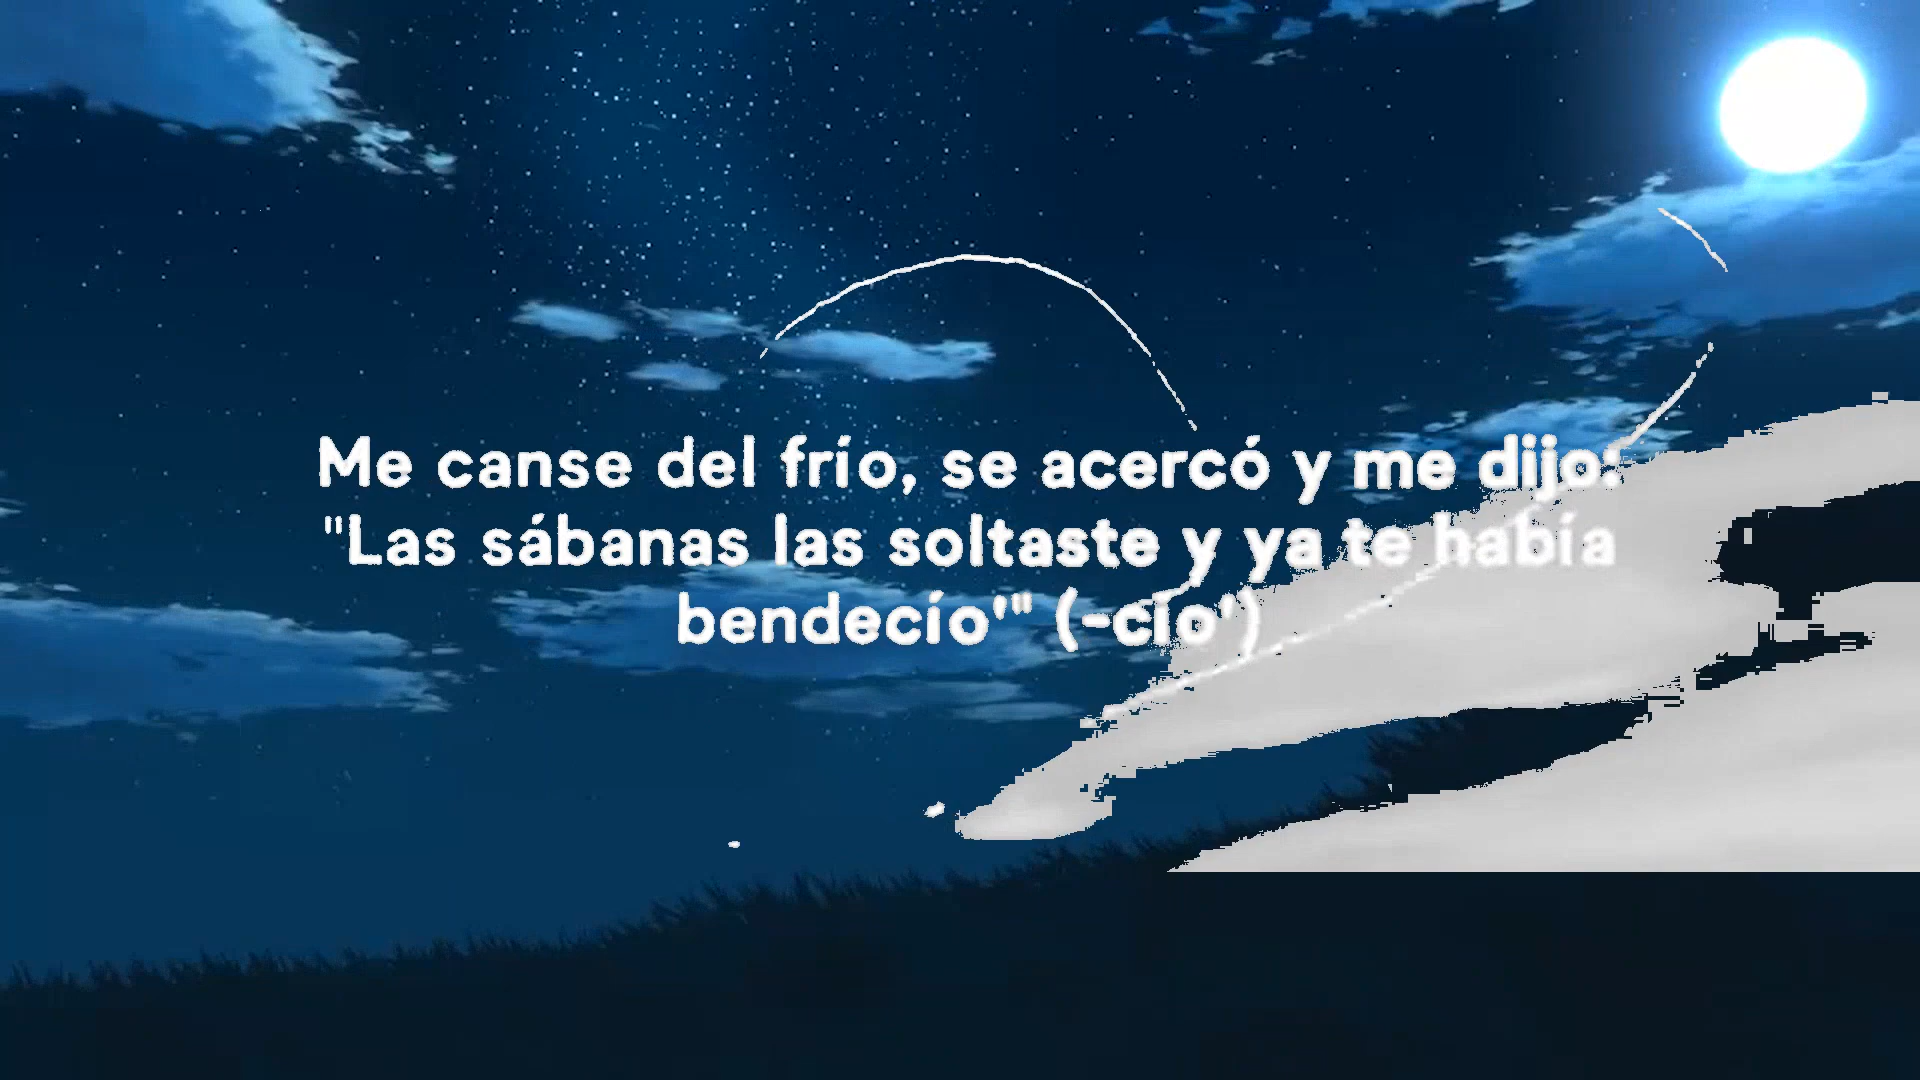 Me canse del frío, se acercó y me dijo:
"Las sábanas las soltaste y ya te había
bendecío'" (-cío')